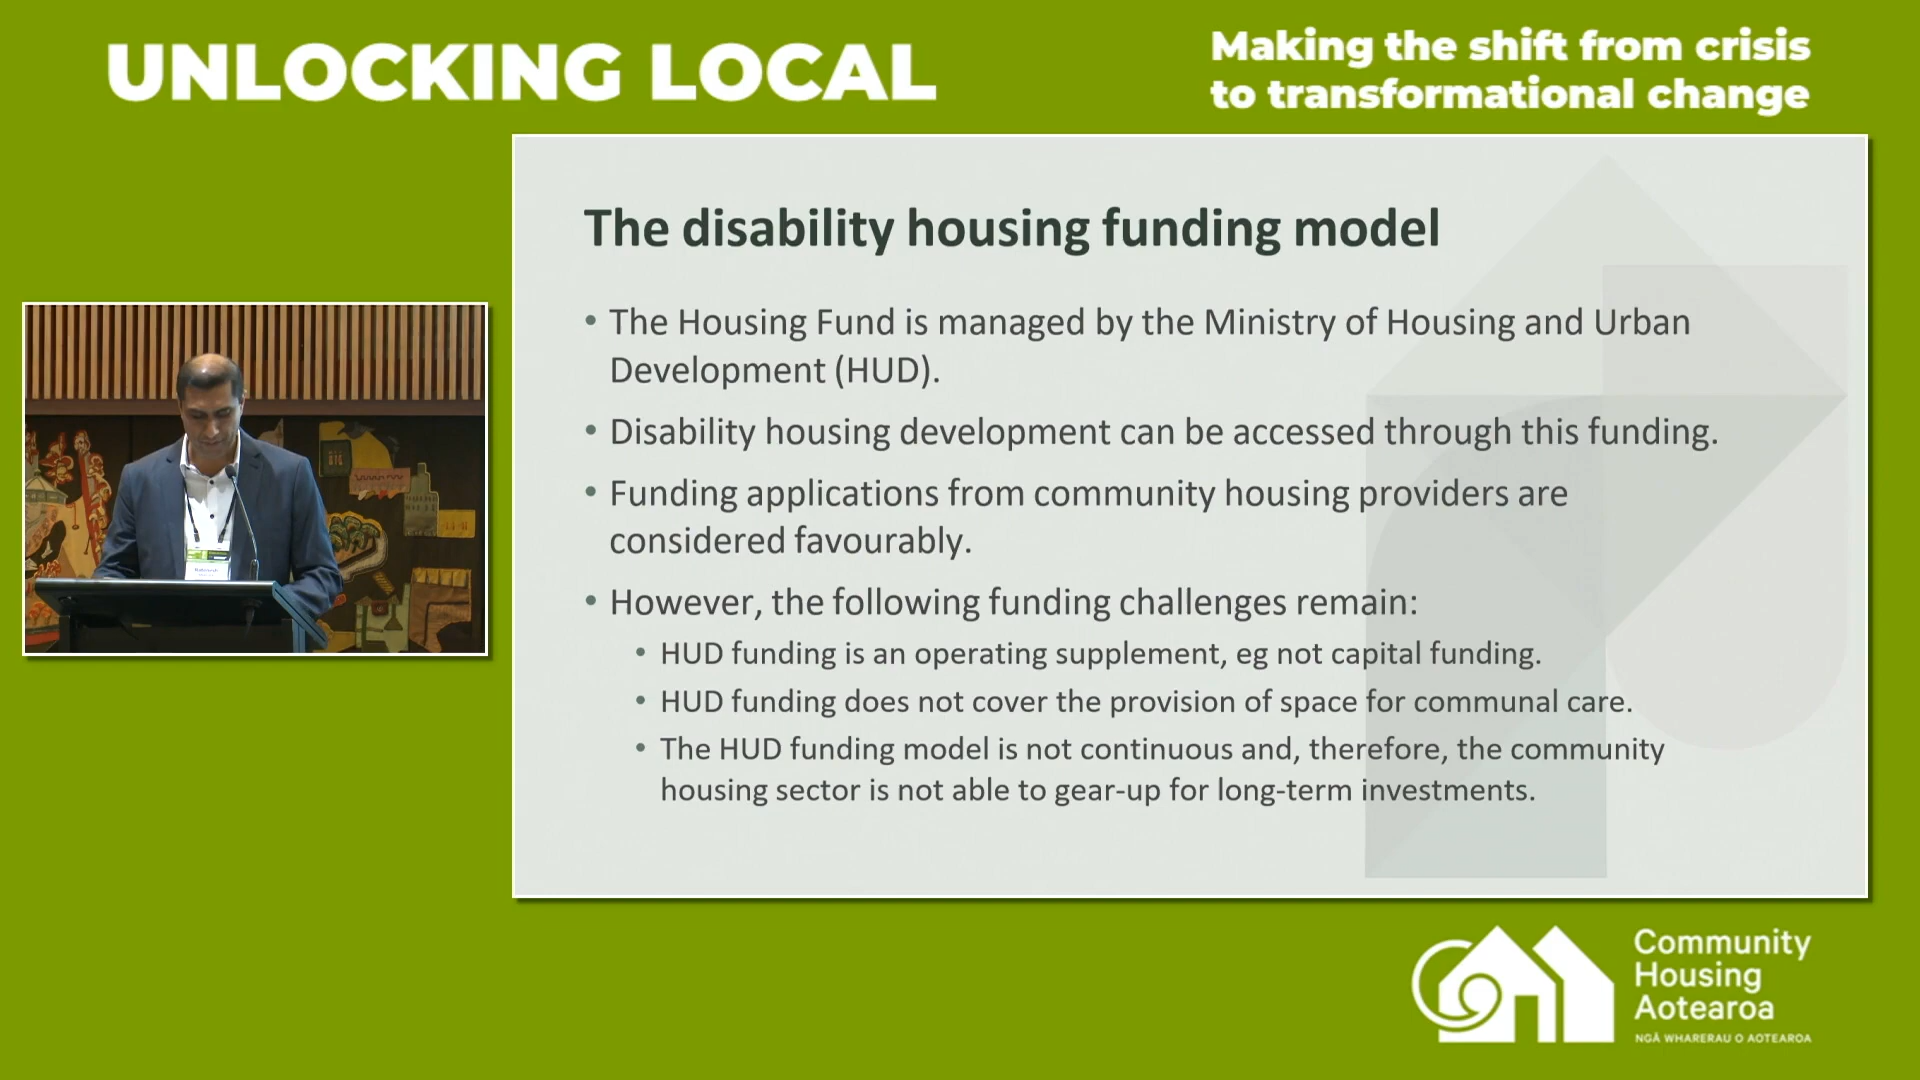 UNLOCKING LOCAL
Making the shift from crisis
to transformational change
The disability housing funding model
• The Housing Fund is managed by the Ministry of Housing and Urban
Development (HUD).
• Disability housing development can be accessed through this funding.
• Funding applications from community housing providers are
considered favourably.
• However, the following funding challenges remain:
• HUD funding is an operating supplement, eg not capital funding.
• HUD funding does not cover the provision of space for communal care.
• The HUD funding model is not continuous and, therefore, the community
housing sector is not able to gear-up for long-term investments.
Community
Housing
Aotearoa
NGĀ WHARERAU O AOTEAROA